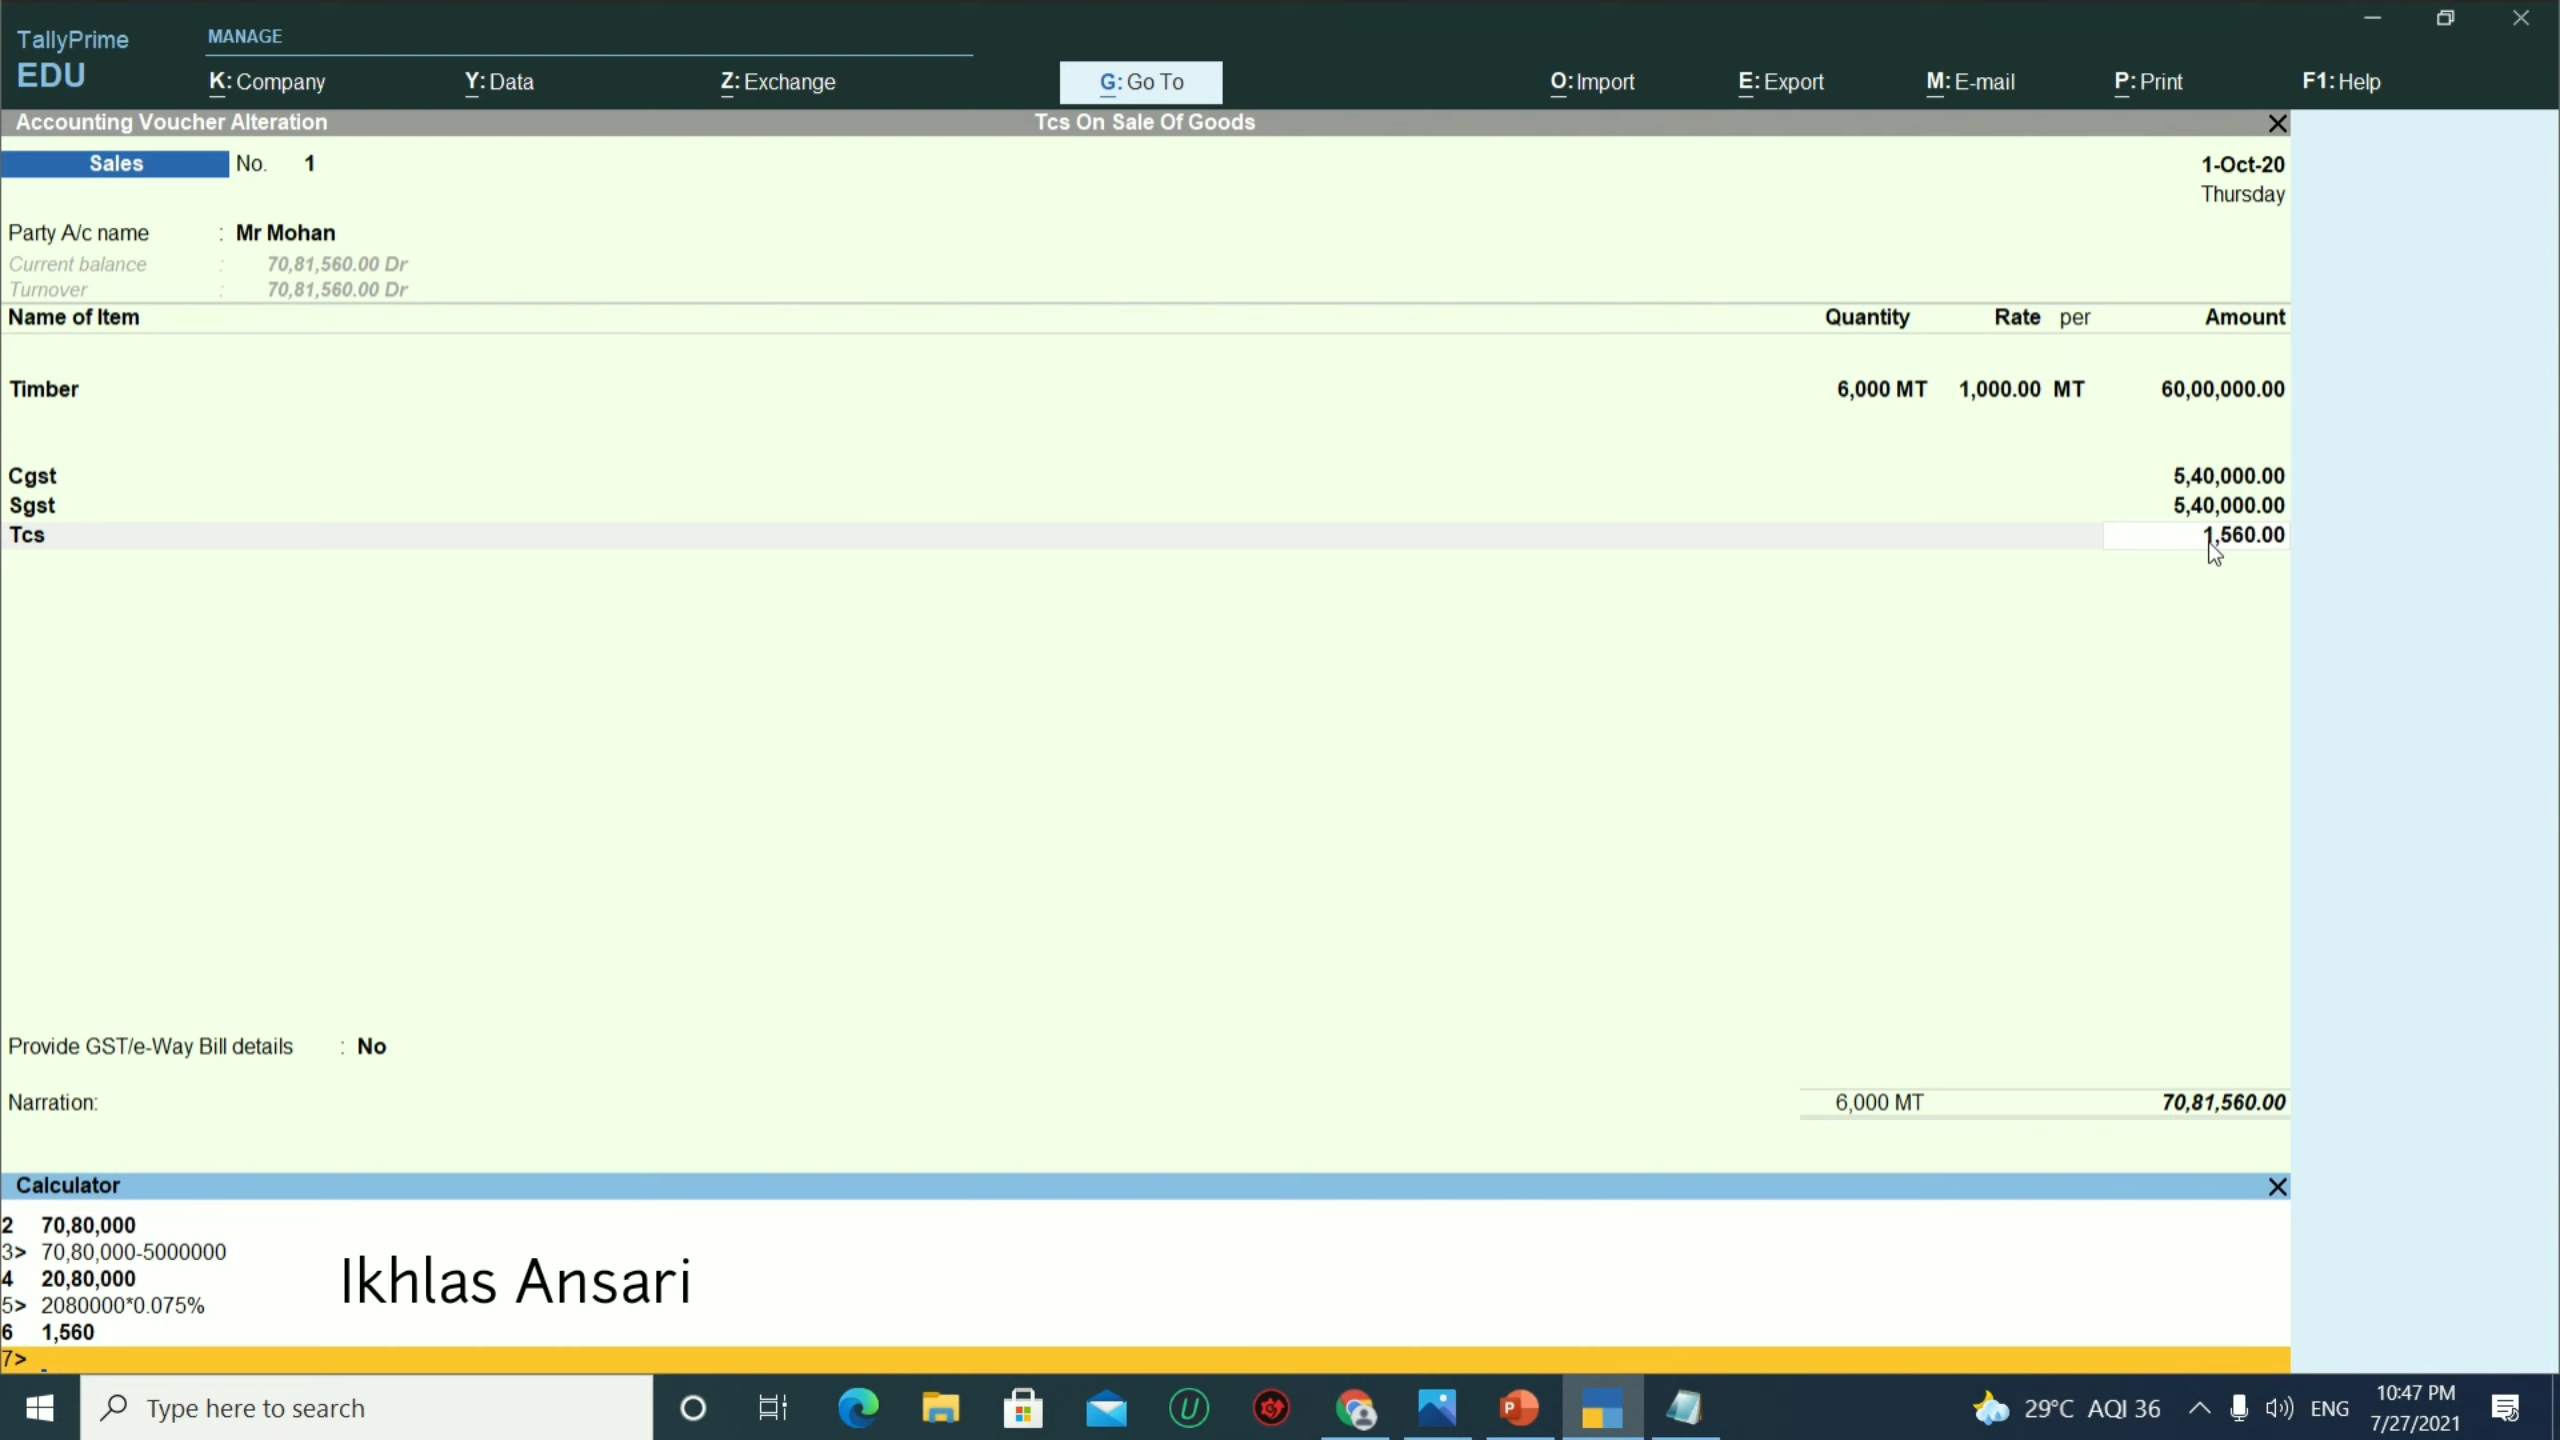 TallyPrime
EDU
MANAGE
K: Company Y: Data Z: Exchange G: Go To O: Import E: Export M: E-mail P: Print F1: Help
Accounting Voucher Alteration Tcs On Sale Of Goods
Sales No. 1 1-Oct-20
Thursday
Party A/c name : Mr Mohan
Current balance : 70,81,560.00 Dr
Turnover : 70,81,560.00 Dr
Name of Item Quantity Rate per Amount
Timber 6,000 MT 1,000.00 MT 60,00,000.00
Cgst 5,40,000.00
Sgst 5,40,000.00
Tcs 1,560.00
Provide GST/e-Way Bill details : No
Narration: 6,000 MT 70,81,560.00
Calculator
2 70,80,000
3> 70,80,000-5000000
4 20,80,000
5> 2080000*0.075%
6 1,560
7>
Ikhlas Ansari
Type here to search 29°C AQI 36 ENG 10:47 PM
7/27/2021